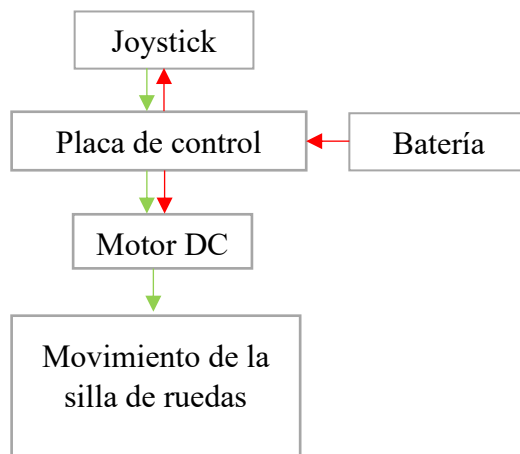 Joystick
Placa de control
Batería
Motor DC
Movimiento de la
silla de ruedas